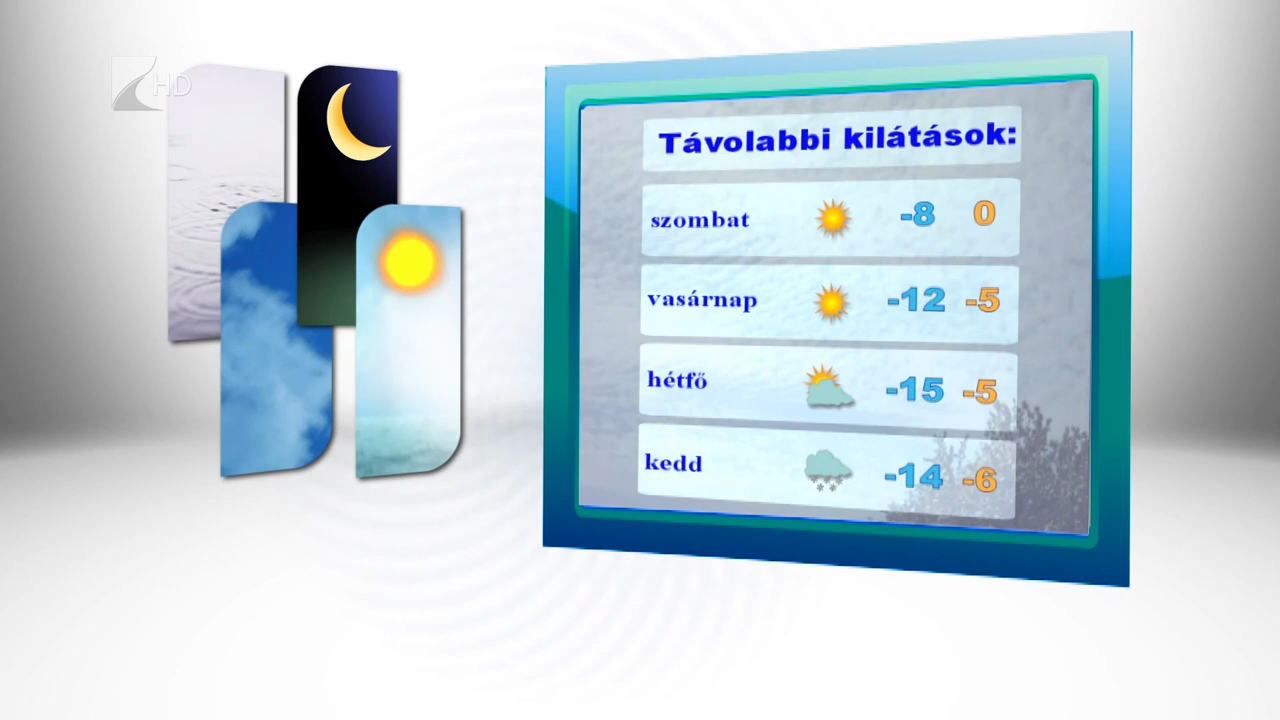 HD
Távolabbi kilátások:
szombat -8 0
vasárnap -12 -5
hétfő -15 -5
kedd -14 -6